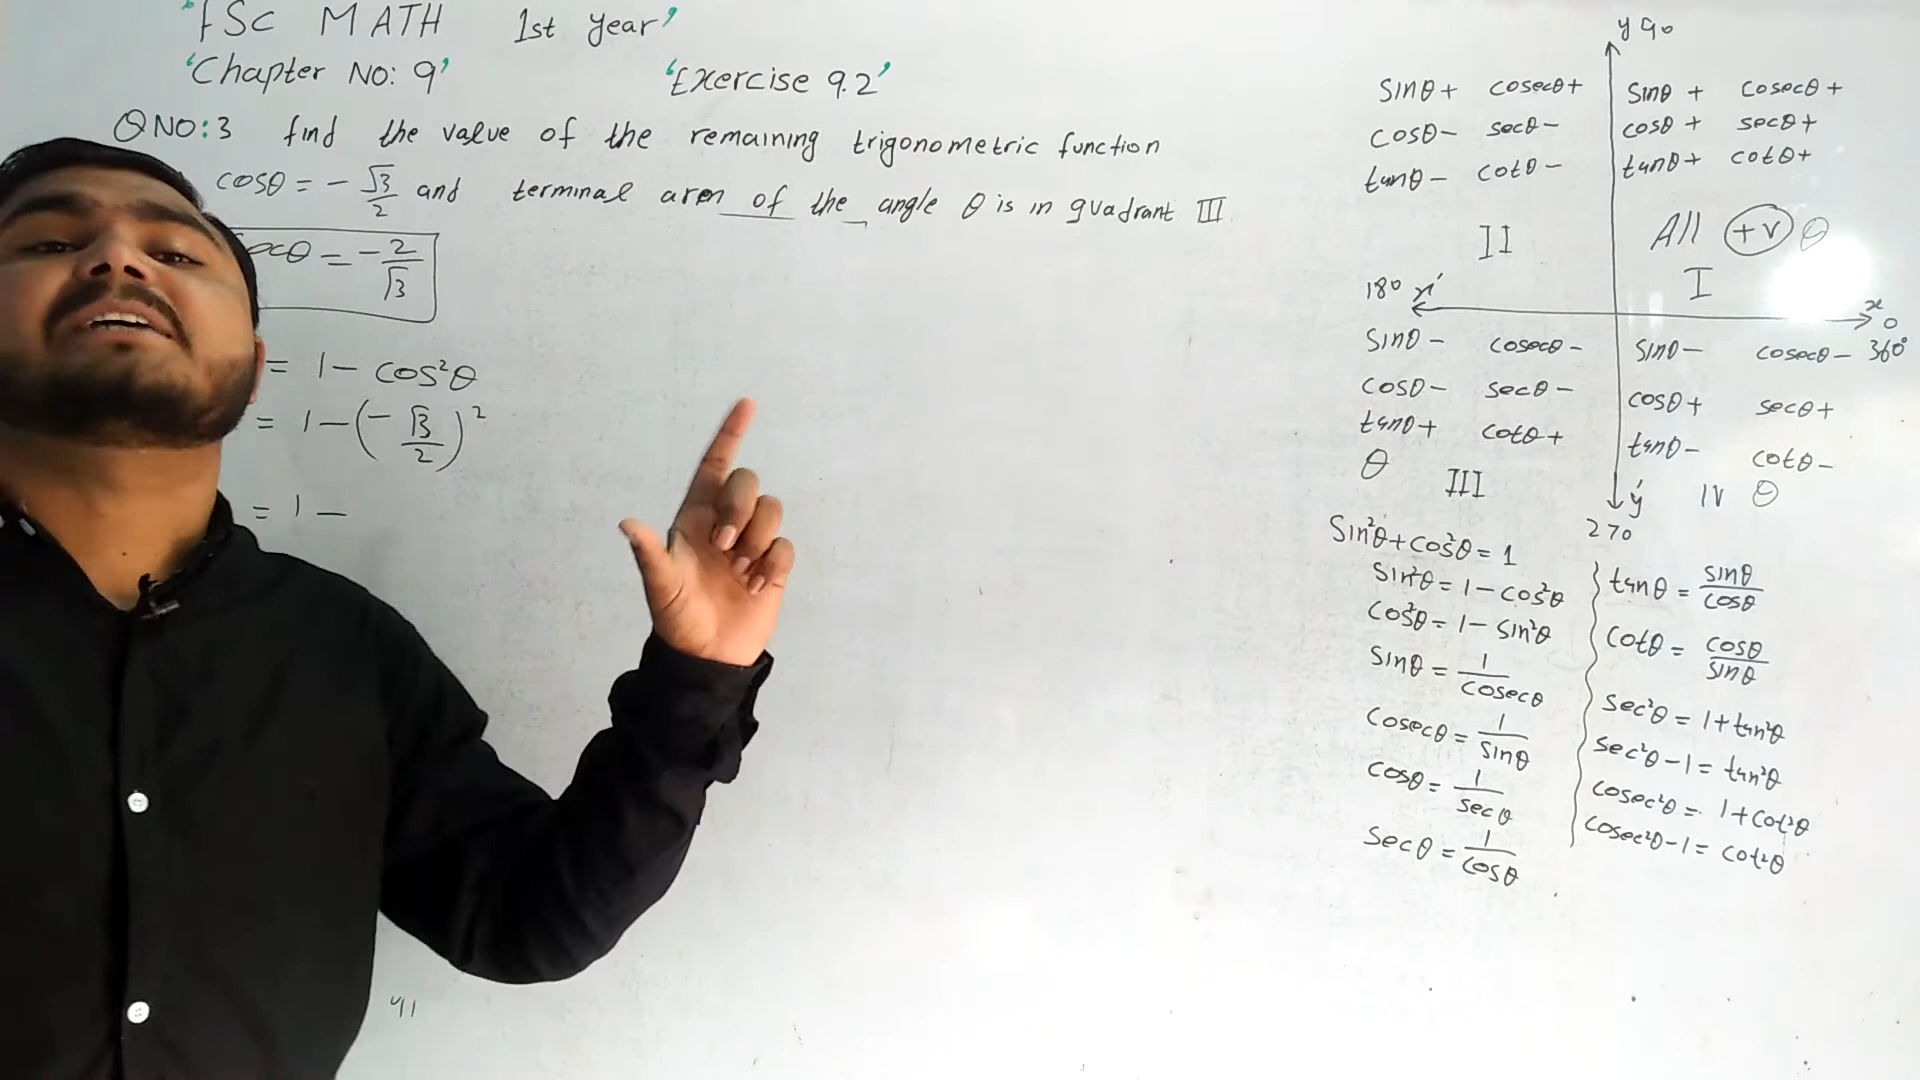 'FSc MATH 1st year'
'Chapter No: 9' 'Exercise 9.2'
QNO:3 find the value of the remaining trigonometric function
cosθ = - √3/2 and terminal arm of the angle θ is in quadrant III.
secθ = - 2/√3
= 1 - cos²θ
= 1 - (- √3/2)²
= 1 -
y 90
Sinθ + cosecθ +
cosθ - secθ -
tanθ - cotθ -
II
Sinθ + cosecθ +
cosθ + secθ +
tanθ + cotθ +
All +v θ
I
180 x'
x 0
360°
Sinθ - cosecθ -
cosθ - secθ -
tanθ + cotθ +
θ III
Sinθ - cosecθ -
cosθ + secθ +
tanθ - cotθ -
IV θ
y'
270
Sin²θ + cos²θ = 1
Sin²θ = 1 - cos²θ
cos²θ = 1 - sin²θ
Sinθ = 1/cosecθ
cosecθ = 1/sinθ
cosθ = 1/secθ
secθ = 1/cosθ
tanθ = sinθ/cosθ
cotθ = cosθ/sinθ
sec²θ = 1 + tan²θ
sec²θ - 1 = tan²θ
cosec²θ = 1 + cot²θ
cosec²θ - 1 = cot²θ